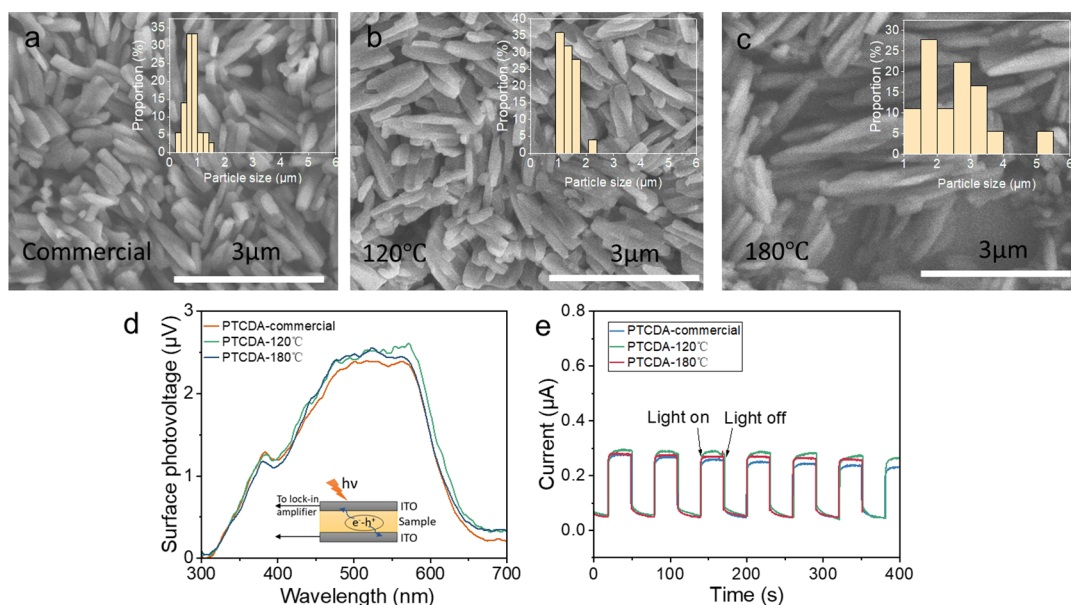 a
35
30
25
20
15
10
5
0
Proportion (%)
0 1 2 3 4 5 6
Particle size (μm)
Commercial
3μm
b
40
35
30
25
20
15
10
5
0
Proportion (%)
0 1 2 3 4 5 6
Particle size (μm)
120℃
3μm
c
35
30
25
20
15
10
5
0
Proportion (%)
1 2 3 4 5 6
Particle size (μm)
180℃
3μm
d
3
2
1
0
Surface photovoltage (μV)
PTCDA-commercial
PTCDA-120℃
PTCDA-180℃
hν
To lock-in
amplifier
ITO
Sample
e⁻-h⁺
ITO
300 400 500 600 700
Wavelength (nm)
e
0.8
0.6
0.4
0.2
0.0
Current (μA)
PTCDA-commercial
PTCDA-120℃
PTCDA-180℃
Light on
Light off
0 100 200 300 400
Time (s)